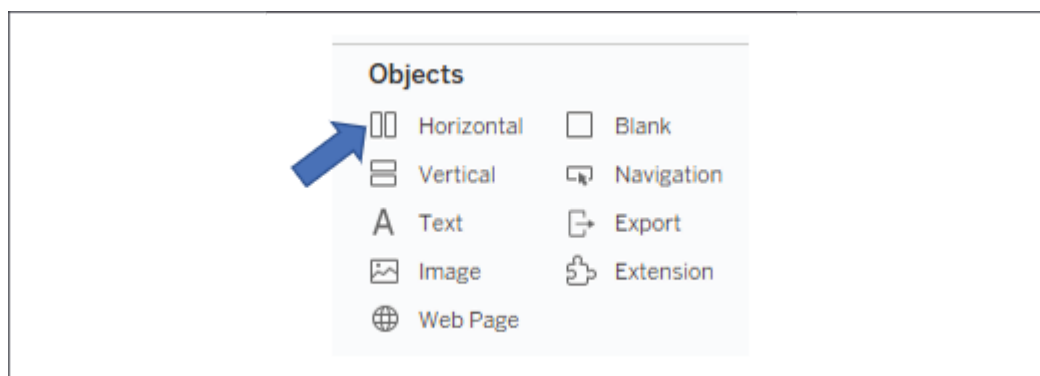 Objects
Horizontal Blank
Vertical Navigation
Text Export
Image Extension
Web Page